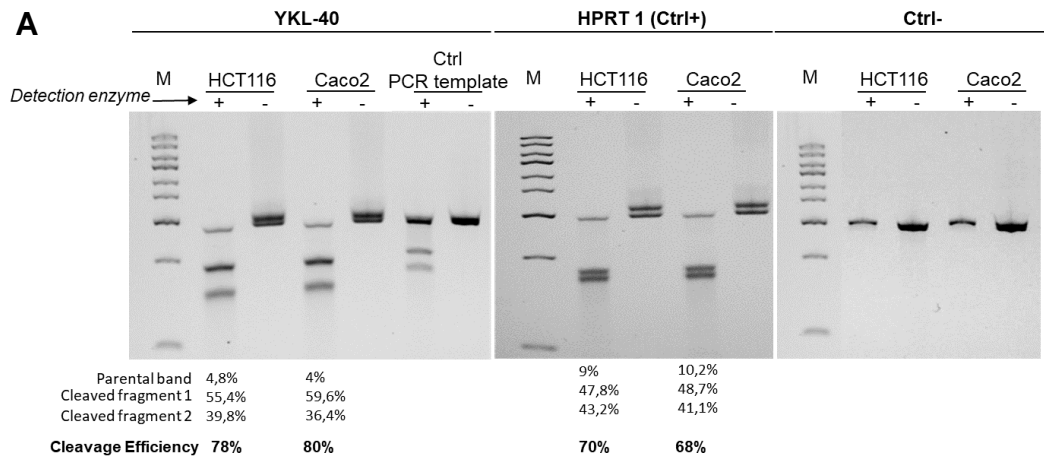 A
YKL-40 HPRT 1 (Ctrl+) Ctrl-
M HCT116 Caco2 Ctrl PCR template M HCT116 Caco2 M HCT116 Caco2
Detection enzyme + - + - + - + - + - + - + -
Parental band 4,8% 4% 9% 10,2%
Cleaved fragment 1 55,4% 59,6% 47,8% 48,7%
Cleaved fragment 2 39,8% 36,4% 43,2% 41,1%
Cleavage Efficiency 78% 80% 70% 68%